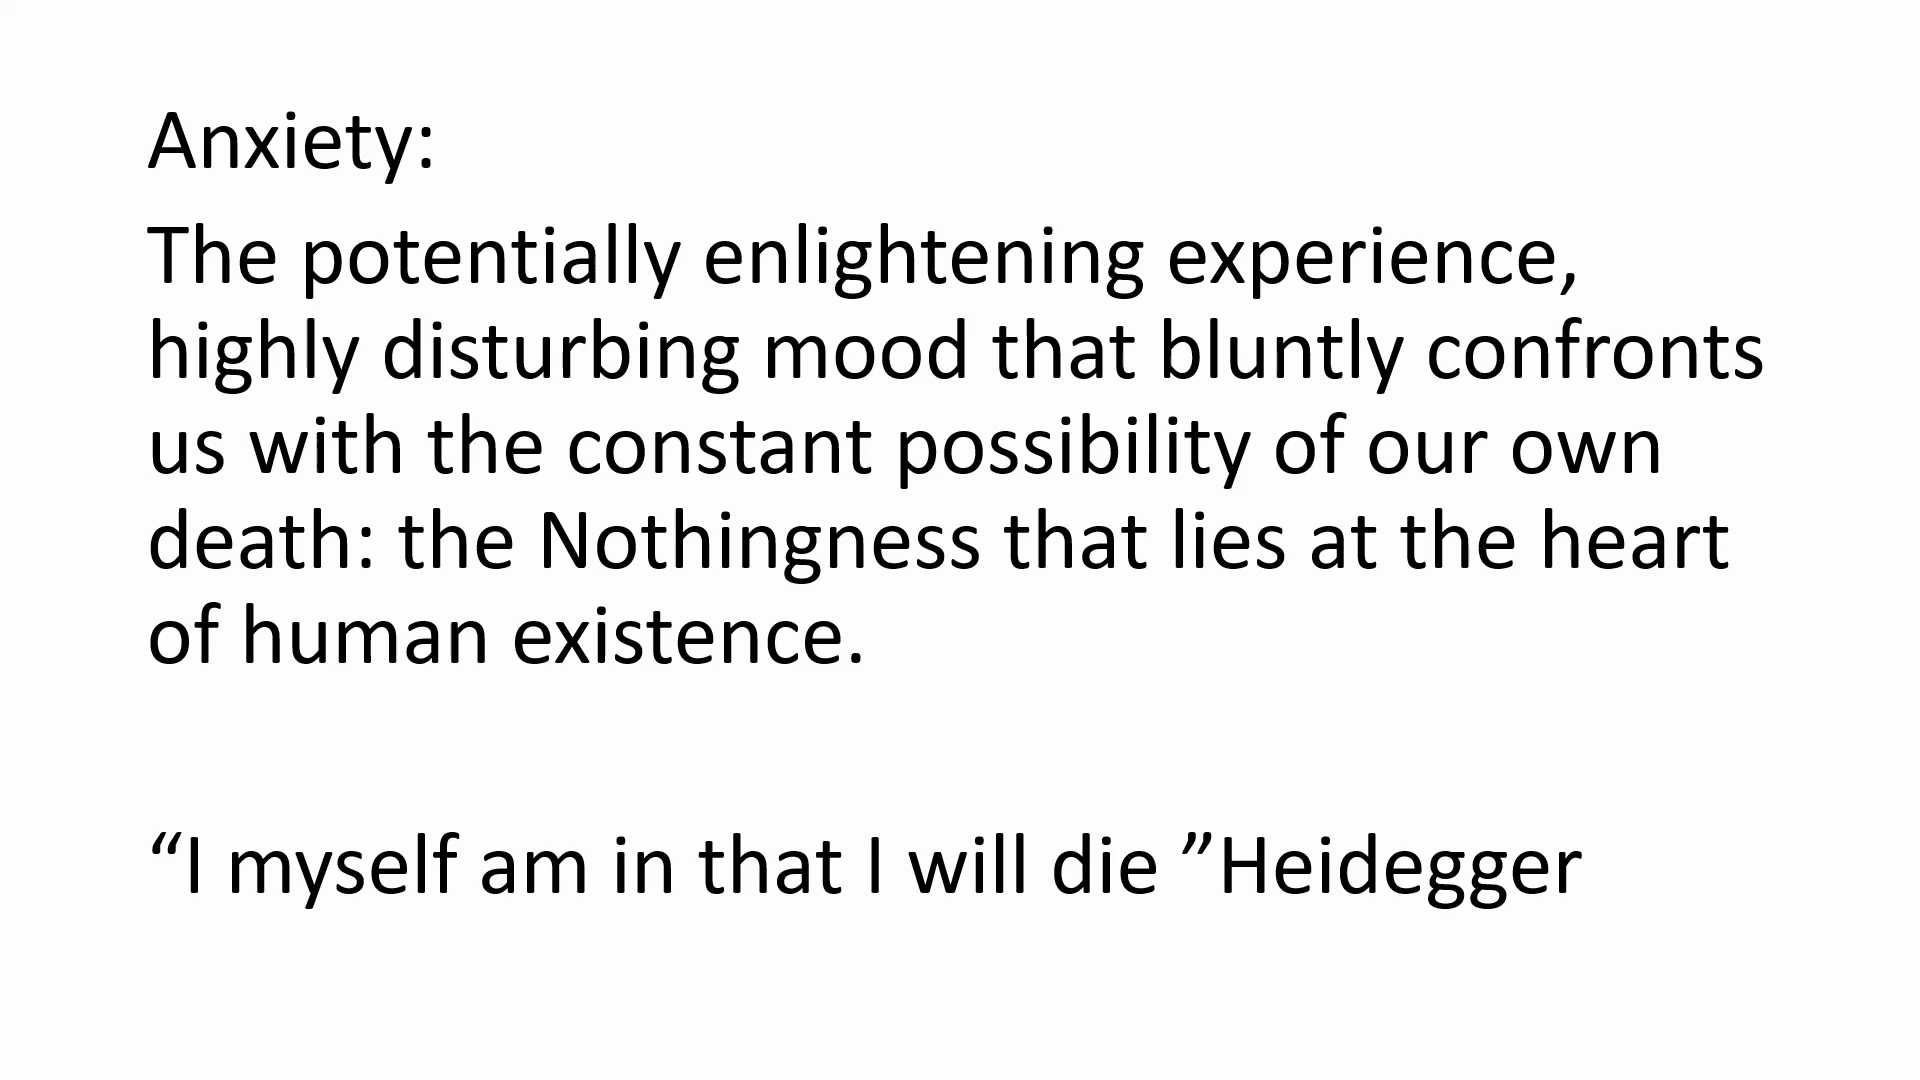 Anxiety:
The potentially enlightening experience,
highly disturbing mood that bluntly confronts
us with the constant possibility of our own
death: the Nothingness that lies at the heart
of human existence.
“I myself am in that I will die ”Heidegger